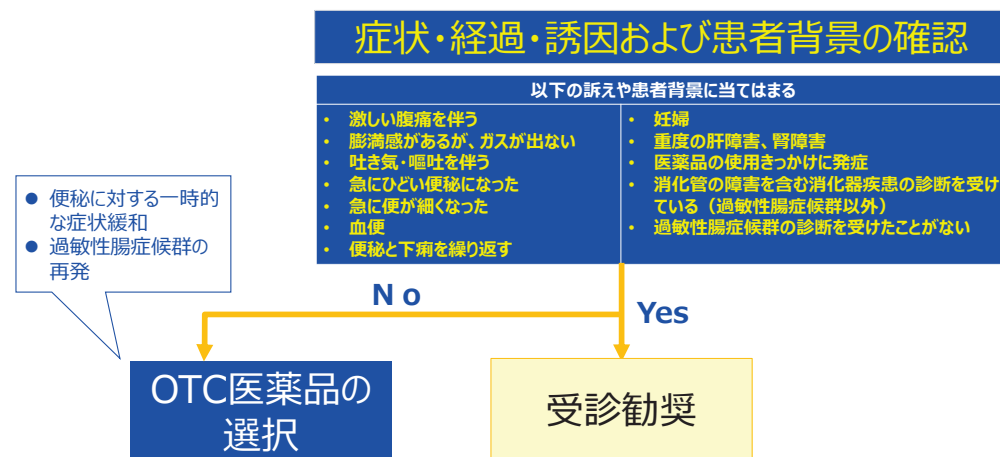 症状・経過・誘因および患者背景の確認
以下の訴えや患者背景に当てはまる
・ 激しい腹痛を伴う
・ 膨満感があるが、ガスが出ない
・ 吐き気・嘔吐を伴う
・ 急にひどい便秘になった
・ 急に便が細くなった
・ 血便
・ 便秘と下痢を繰り返す
・ 妊婦
・ 重度の肝障害、腎障害
・ 医薬品の使用きっかけに発症
・ 消化管の障害を含む消化器疾患の診断を受け
ている（過敏性腸症候群以外）
・ 過敏性腸症候群の診断を受けたことがない
● 便秘に対する一時的
な症状緩和
● 過敏性腸症候群の
再発
No
Yes
OTC医薬品の
選択
受診勧奨